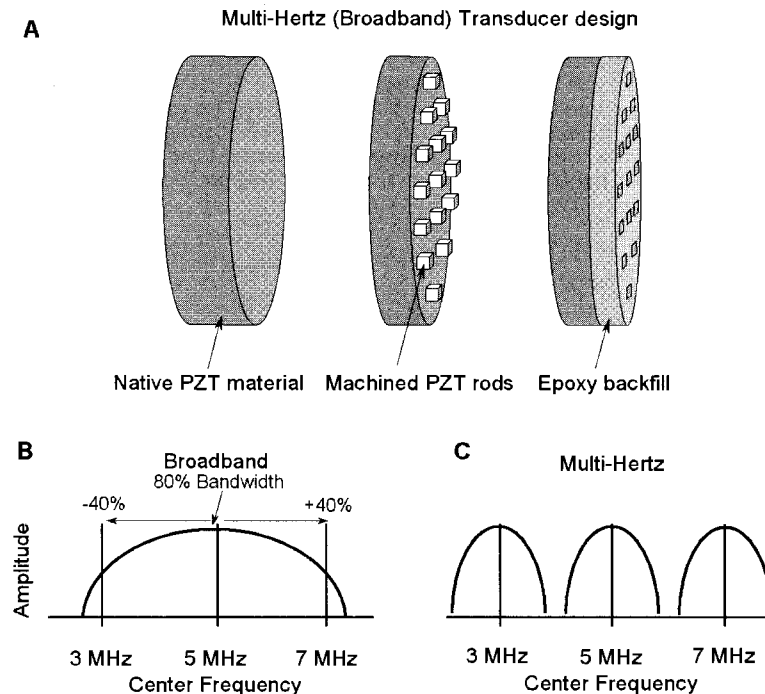 A
Multi-Hertz (Broadband) Transducer design
Native PZT material
Machined PZT rods
Epoxy backfill
B
Broadband
80% Bandwidth
-40%
+40%
Amplitude
3 MHz
5 MHz
7 MHz
Center Frequency
C
Multi-Hertz
3 MHz
5 MHz
7 MHz
Center Frequency